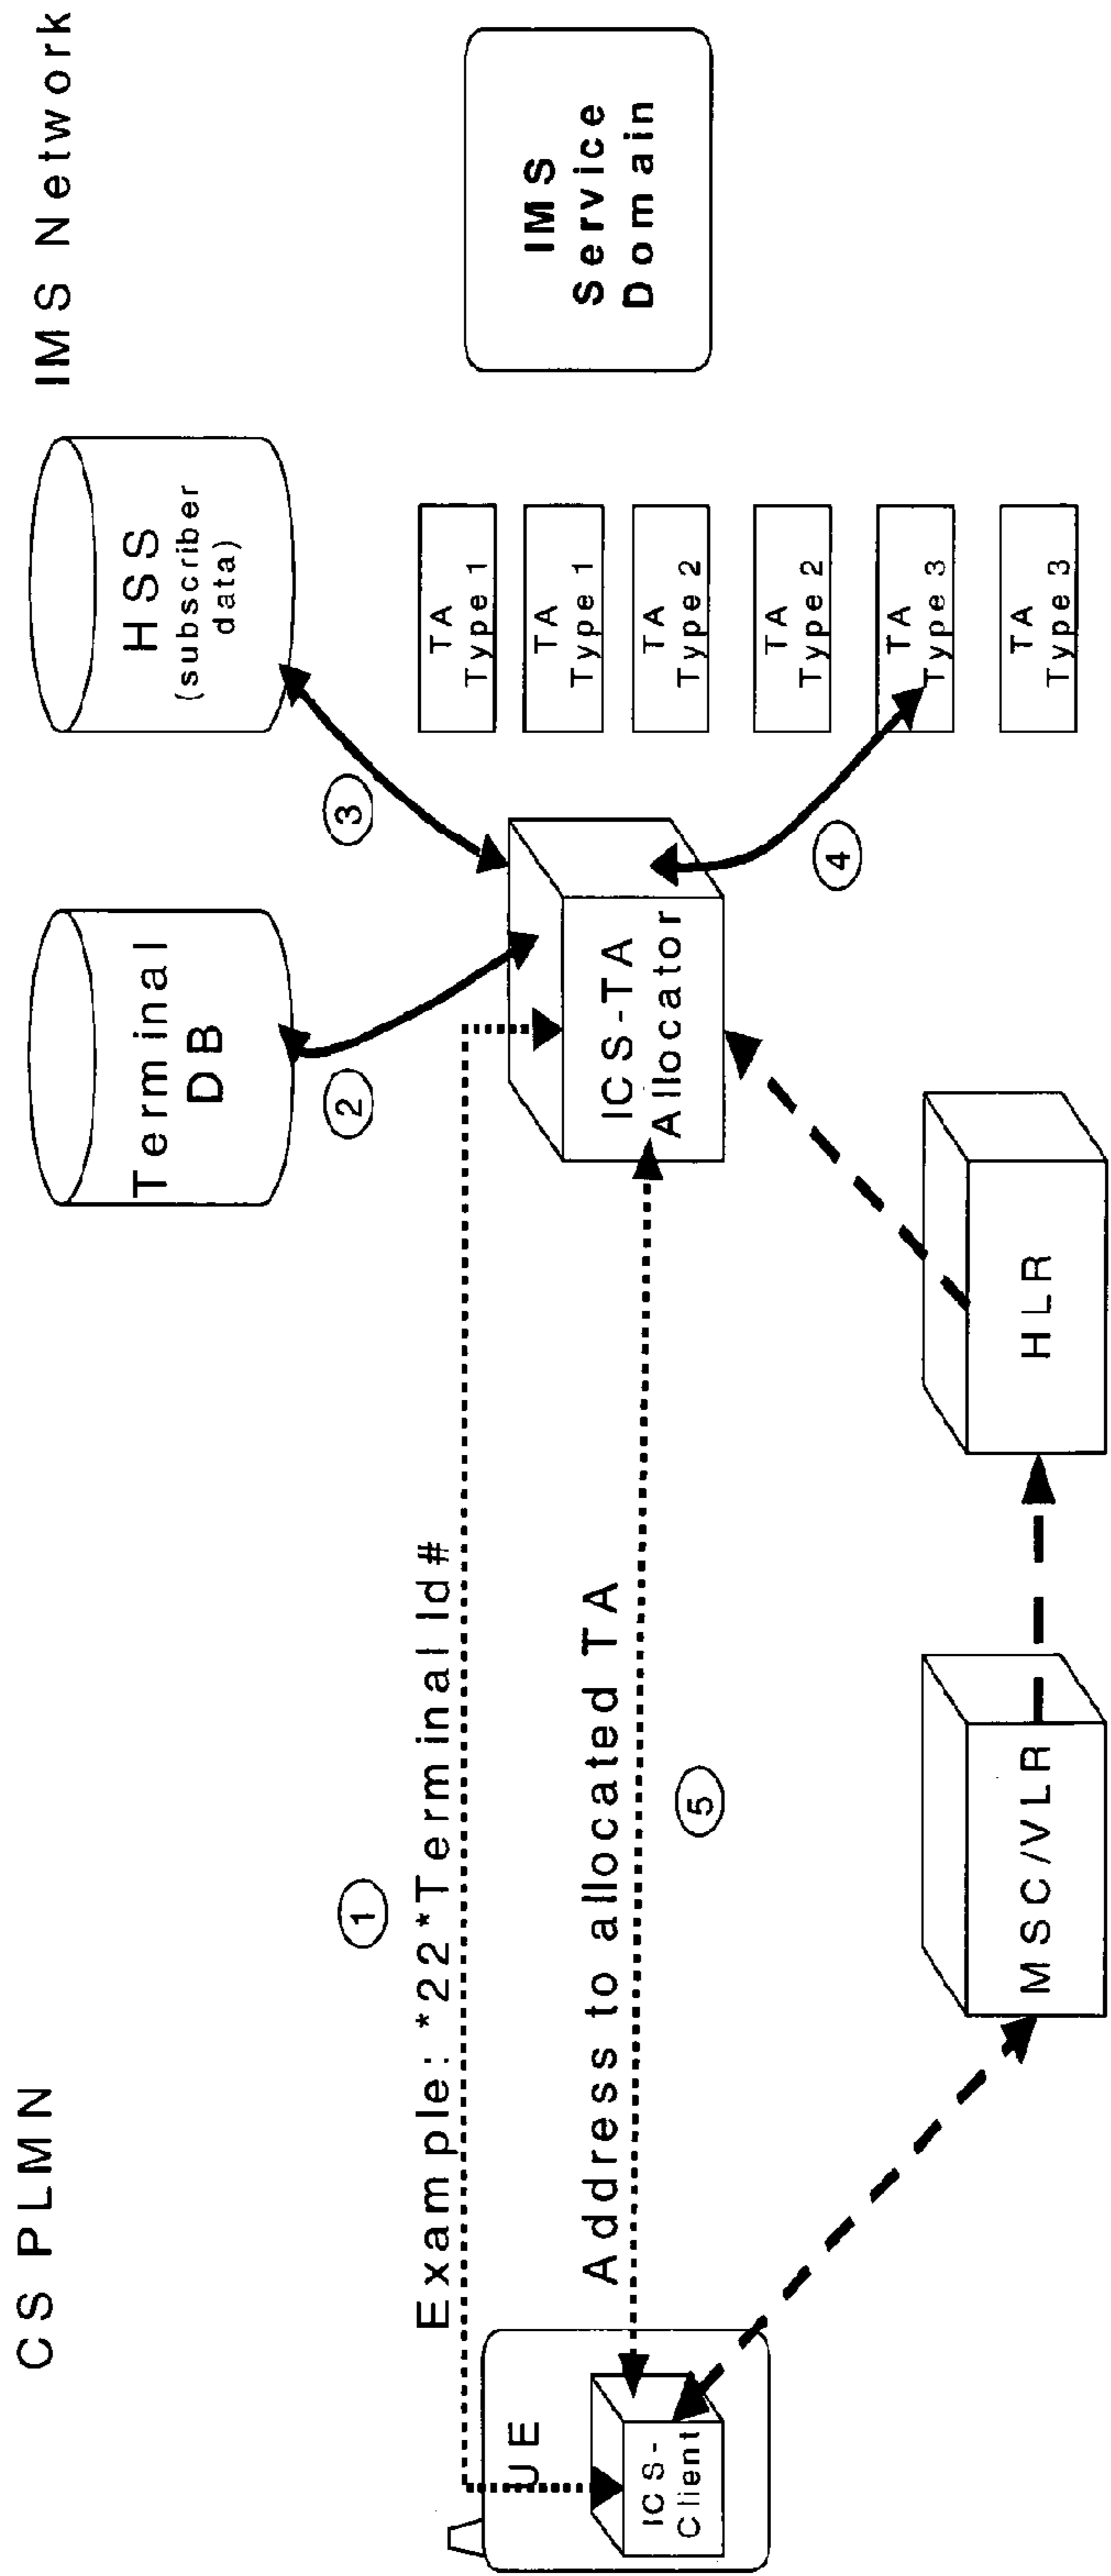 CS PLMN
IMS Network
Terminal
DB
HSS
(subscriber
data)
1
2
3
Example: *22*Terminal Id#
UE
ICS-
Client
Address to allocated TA
5
ICS-TA
Allocator
4
TA
Type 1
TA
Type 1
TA
Type 2
TA
Type 2
TA
Type 3
TA
Type 3
IMS
Service
Domain
MSC/VLR
HLR